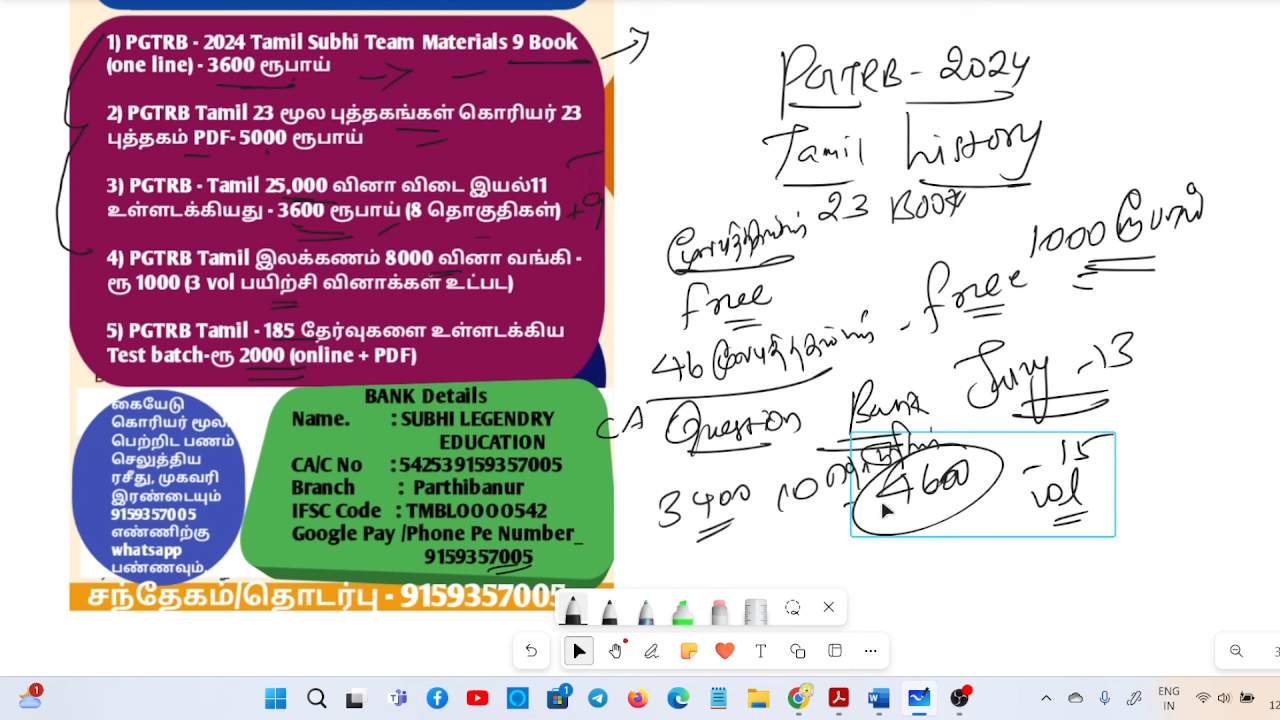 1) PGTRB - 2024 Tamil Subhi Team Materials 9 Book
(one line) - 3600 ரூபாய்
2) PGTRB Tamil 23 மூல புத்தகங்கள் கொரியர் 23
புத்தகம் PDF- 5000 ரூபாய்
3) PGTRB - Tamil 25,000 வினா விடை இயல்11
உள்ளடக்கியது - 3600 ரூபாய் (8 தொகுதிகள்) +9
4) PGTRB Tamil இலக்கணம் 8000 வினா வங்கி -
ரூ 1000 (3 vol பயிற்சி வினாக்கள் உட்பட)
5) PGTRB Tamil - 185 தேர்வுகளை உள்ளடக்கிய
Test batch-ரூ 2000 (online + PDF)
கையேடு
கொரியர் மூலம்
பெற்றிட பணம்
செலுத்திய
ரசீது, முகவரி
இரண்டையும்
9159357005
எண்ணிற்கு
whatsapp
பண்ணவும்.
BANK Details
Name. : SUBHI LEGENDRY
EDUCATION
CA/C No : 542539159357005
Branch : Parthibanur
IFSC Code : TMBL0000542
Google Pay /Phone Pe Number_
9159357005
சந்தேகம்/தொடர்பு - 9159357005
PGTRB - 2024
Tamil history
23 BOOK
1000 ரூபாய்
Free
46 - free
July - 13
CA Question Bank
3400
4600 - 15
vol
ENG
IN